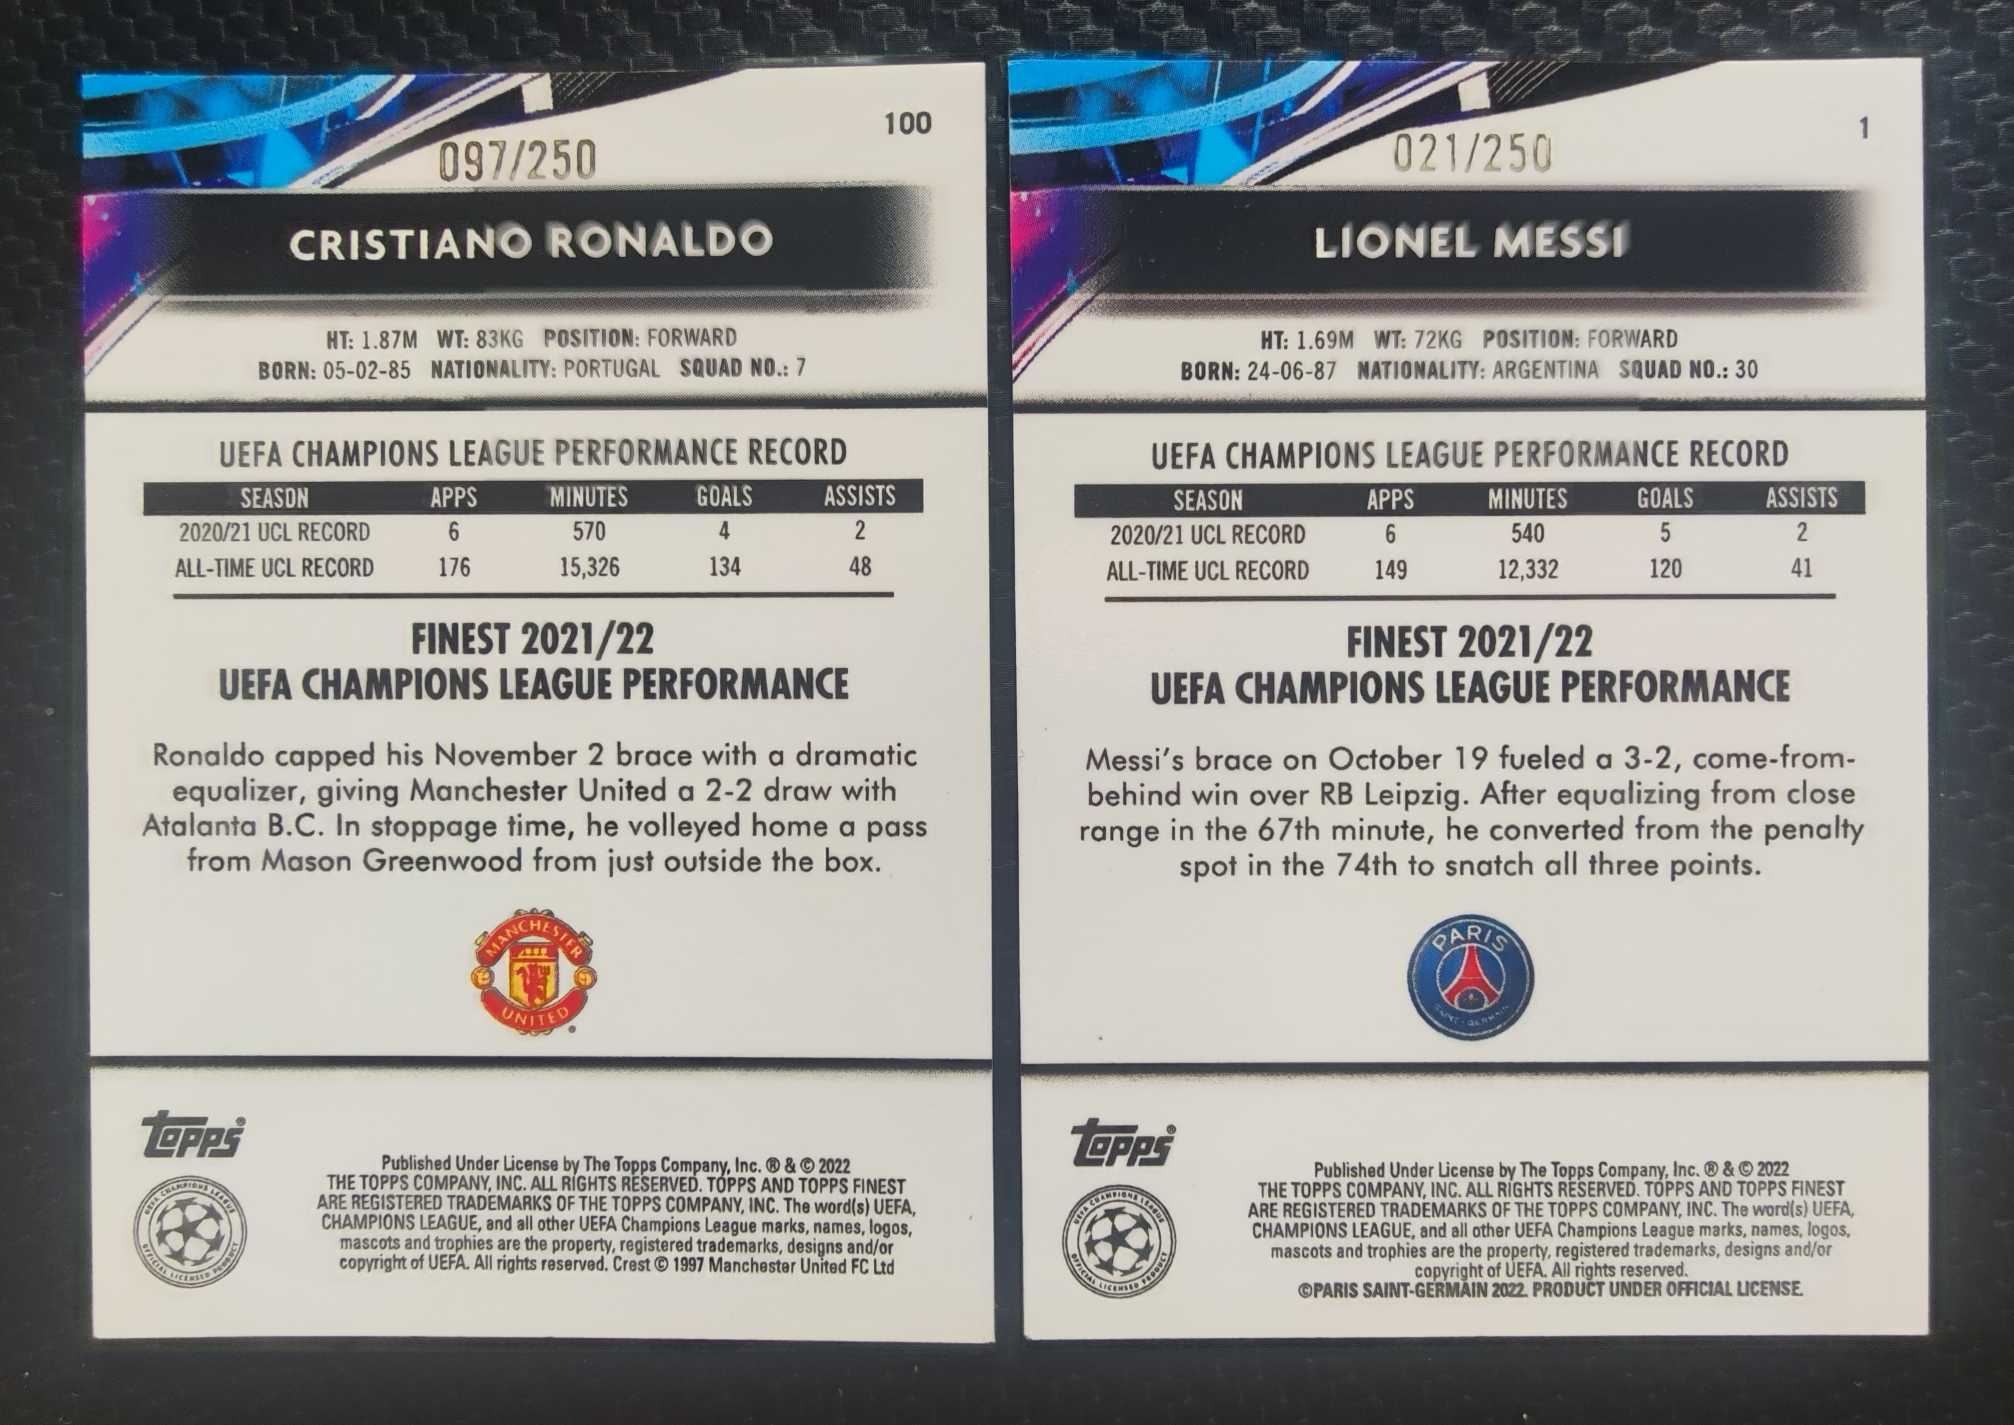 100
097/250
CRISTIANO RONALDO
HT: 1.87M WT: 83KG POSITION: FORWARD
BORN: 05-02-85 NATIONALITY: PORTUGAL SQUAD NO.: 7
UEFA CHAMPIONS LEAGUE PERFORMANCE RECORD
SEASON APPS MINUTES GOALS ASSISTS
2020/21 UCL RECORD 6 570 4 2
ALL-TIME UCL RECORD 176 15,326 134 48
FINEST 2021/22
UEFA CHAMPIONS LEAGUE PERFORMANCE
Ronaldo capped his November 2 brace with a dramatic
equalizer, giving Manchester United a 2-2 draw with
Atalanta B.C. In stoppage time, he volleyed home a pass
from Mason Greenwood from just outside the box.
MANCHESTER
UNITED
Topps®
UEFA CHAMPIONS LEAGUE
OFFICIAL LICENSED PRODUCT
Published Under License by The Topps Company, Inc. ® & © 2022
THE TOPPS COMPANY, INC. ALL RIGHTS RESERVED. TOPPS AND TOPPS FINEST
ARE REGISTERED TRADEMARKS OF THE TOPPS COMPANY, INC. The word(s) UEFA,
CHAMPIONS LEAGUE, and all other UEFA Champions League marks, names, logos,
mascots and trophies are the property, registered trademarks, designs and/or
copyright of UEFA. All rights reserved. Crest © 1997 Manchester United FC Ltd
1
021/250
LIONEL MESSI
HT: 1.69M WT: 72KG POSITION: FORWARD
BORN: 24-06-87 NATIONALITY: ARGENTINA SQUAD NO.: 30
UEFA CHAMPIONS LEAGUE PERFORMANCE RECORD
SEASON APPS MINUTES GOALS ASSISTS
2020/21 UCL RECORD 6 540 5 2
ALL-TIME UCL RECORD 149 12,332 120 41
FINEST 2021/22
UEFA CHAMPIONS LEAGUE PERFORMANCE
Messi's brace on October 19 fueled a 3-2, come-from-
behind win over RB Leipzig. After equalizing from close
range in the 67th minute, he converted from the penalty
spot in the 74th to snatch all three points.
PARIS
SAINT-GERMAIN
Topps®
UEFA CHAMPIONS LEAGUE
OFFICIAL LICENSED PRODUCT
Published Under License by The Topps Company, Inc. ® & © 2022
THE TOPPS COMPANY, INC. ALL RIGHTS RESERVED. TOPPS AND TOPPS FINEST
ARE REGISTERED TRADEMARKS OF THE TOPPS COMPANY, INC. The word(s) UEFA,
CHAMPIONS LEAGUE, and all other UEFA Champions League marks, names, logos,
mascots and trophies are the property, registered trademarks, designs and/or
copyright of UEFA. All rights reserved.
©PARIS SAINT-GERMAIN 2022. PRODUCT UNDER OFFICIAL LICENSE.